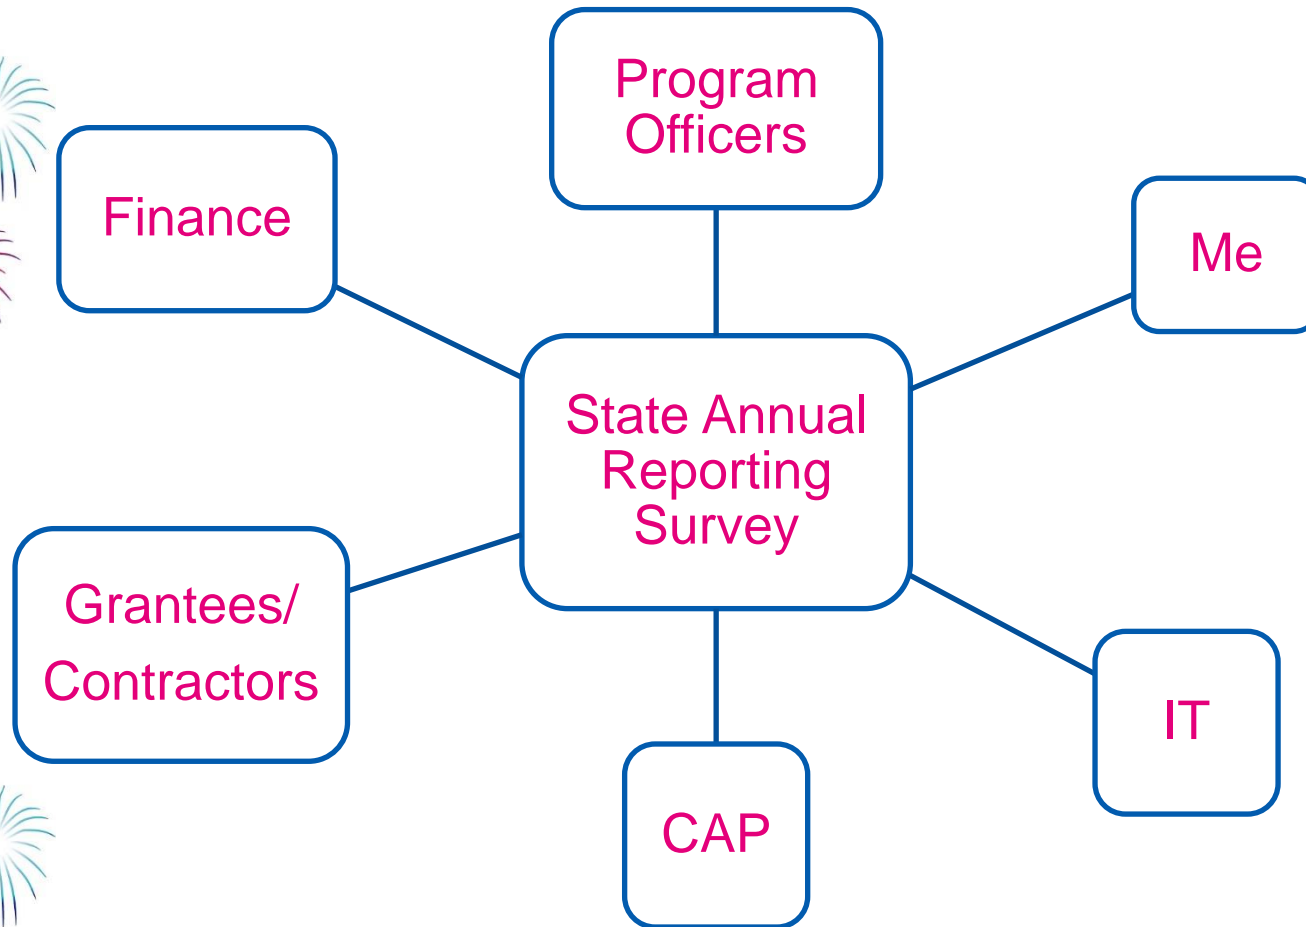 Program
Officers
Finance
Me
State Annual
Reporting
Survey
Grantees/
Contractors
IT
CAP